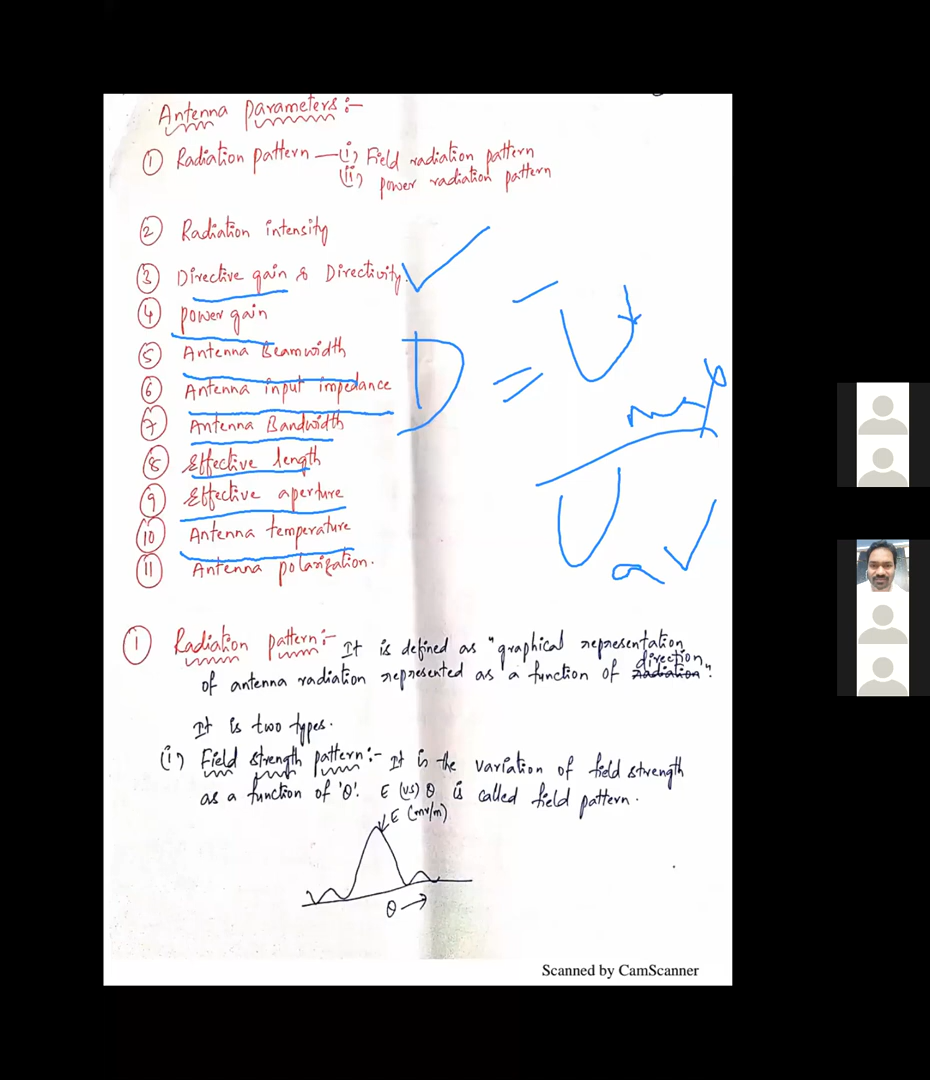 Antenna Parameters:-
① Radiation pattern — (i) Field radiation pattern
(ii) power radiation pattern
② Radiation intensity
③ Directive gain & Directivity.
④ power gain
⑤ Antenna Beamwidth
⑥ Antenna input impedance
⑦ Antenna Bandwidth
⑧ Effective length
⑨ Effective aperture
⑩ Antenna temperature
⑪ Antenna polarization.
D = U
U av
① Radiation pattern:- It is defined as "graphical representation
of antenna radiation represented as a function of radiation direction".
It is two types.
(i) Field strength pattern:- It is the variation of field strength
as a function of 'θ'. E (vs) θ is called field pattern.
E (mv/m)
θ →
Scanned by CamScanner